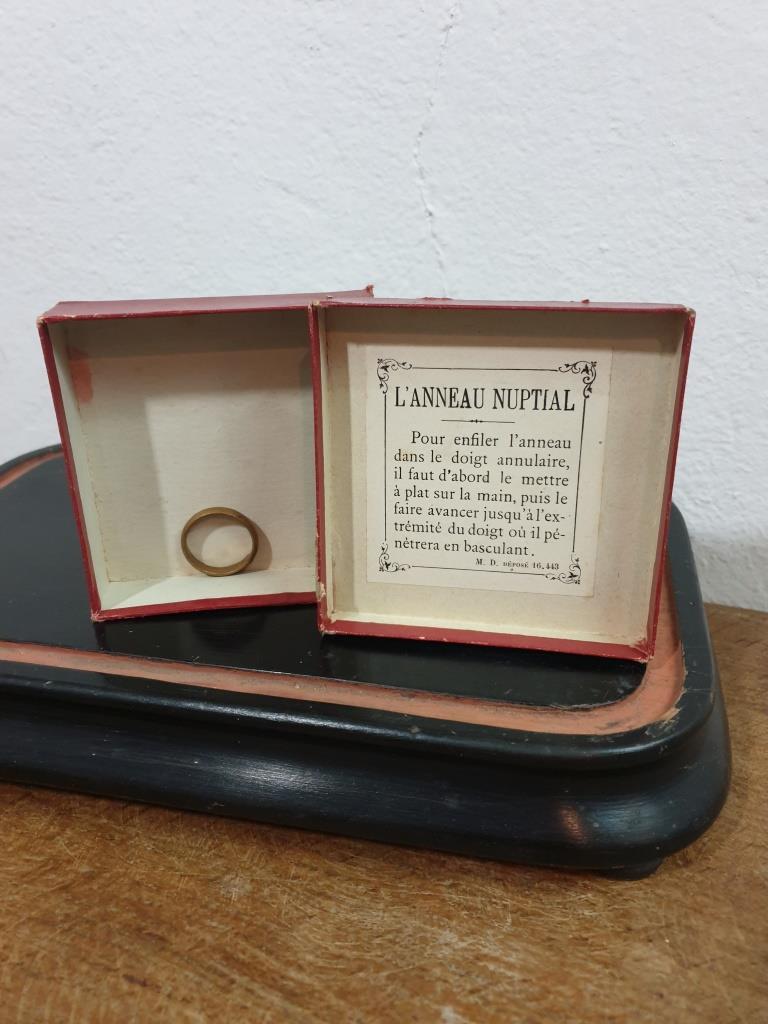 L'ANNEAU NUPTIAL
Pour enfiler l'anneau
dans le doigt annulaire,
il faut d'abord le mettre
à plat sur la main, puis le
faire avancer jusqu'à l'ex-
trémité du doigt où il pé-
nètrera en basculant.
M. D. DÉPOSÉ 16.443